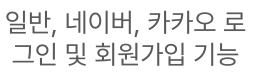 일반, 네이버, 카카오 로
그인 및 회원가입 기능